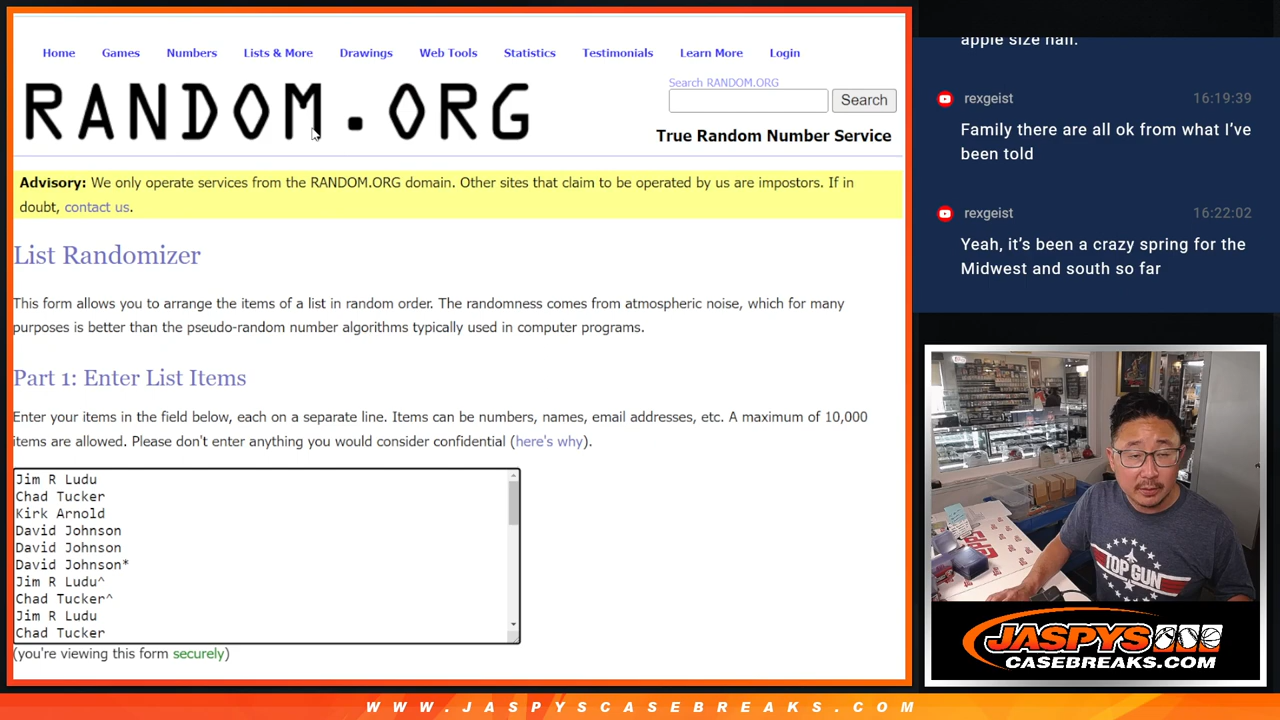 Home Games Numbers Lists & More Drawings Web Tools Statistics Testimonials Learn More Login
RANDOM.ORG
Search RANDOM.ORG
Search
True Random Number Service
Advisory: We only operate services from the RANDOM.ORG domain. Other sites that claim to be operated by us are impostors. If in
doubt, contact us.
List Randomizer
This form allows you to arrange the items of a list in random order. The randomness comes from atmospheric noise, which for many
purposes is better than the pseudo-random number algorithms typically used in computer programs.
Part 1: Enter List Items
Enter your items in the field below, each on a separate line. Items can be numbers, names, email addresses, etc. A maximum of 10,000
items are allowed. Please don't enter anything you would consider confidential (here's why).
Jim R Ludu
Chad Tucker
Kirk Arnold
David Johnson
David Johnson
David Johnson*
Jim R Ludu^
Chad Tucker^
Jim R Ludu
Chad Tucker
(you're viewing this form securely)
apple size hail.
rexgeist 16:19:39
Family there are all ok from what I've
been told
rexgeist 16:22:02
Yeah, it's been a crazy spring for the
Midwest and south so far
TOP GUN
JASPYS
CASEBREAKS.COM
WWW.JASPYSCASEBREAKS.COM